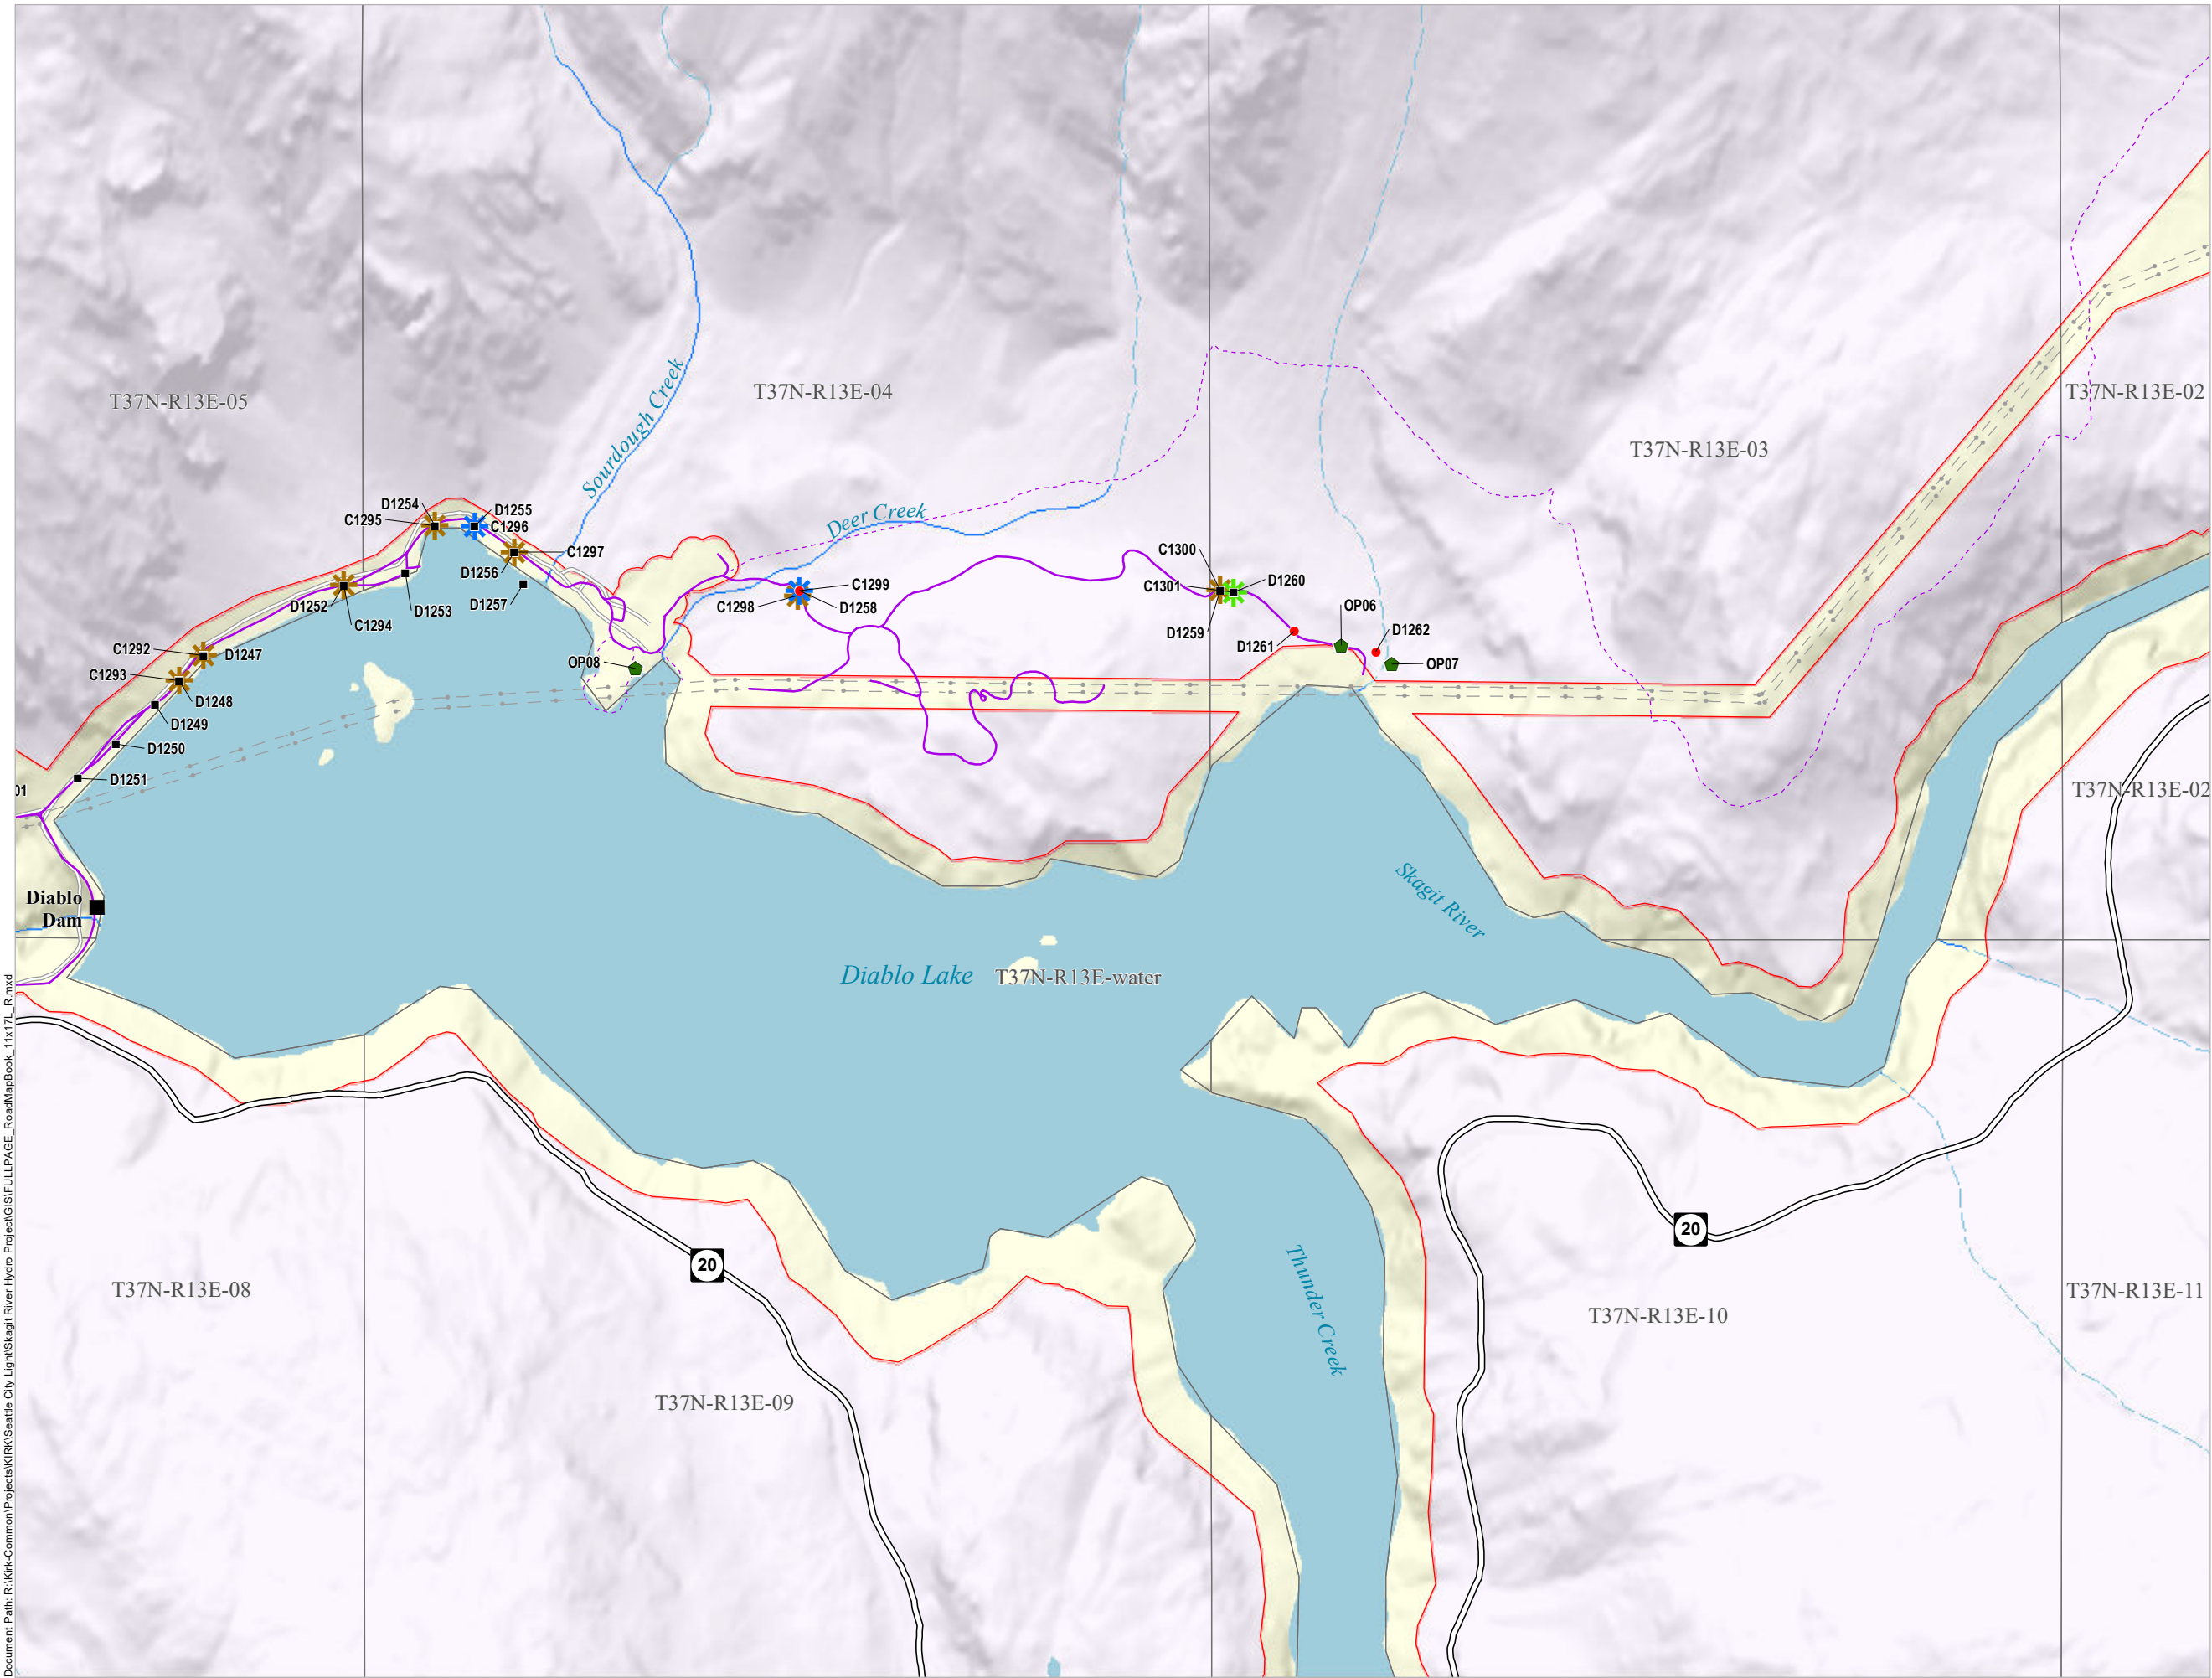 T37N-R13E-05
T37N-R13E-04
T37N-R13E-03
T37N-R13E-02
Sourdough Creek
Deer Creek
D1254
C1295
D1255
C1296
C1297
D1256
D1257
D1252
C1294
D1253
C1292
D1247
C1293
D1248
D1249
D1250
D1251
01
C1299
C1298
D1258
C1300
C1301
D1260
D1259
D1261
OP06
D1262
OP07
OP08
T37N-R13E-02
Diablo
Dam
Skagit River
Diablo Lake
T37N-R13E-water
Thunder Creek
20
20
T37N-R13E-08
T37N-R13E-09
T37N-R13E-10
T37N-R13E-11
Document Path: R:\Kirk-Common\Projects\KIRK\Seattle City Light\Skagit River Hydro Project\GIS\FULLPAGE_RoadMapBook_11x17L_R.mxd